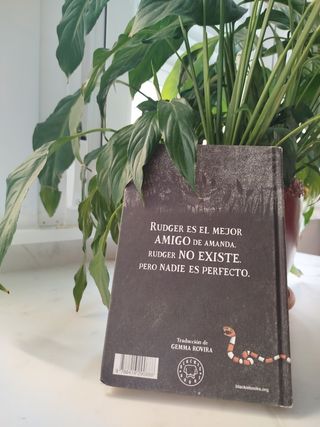 RUDGER ES EL MEJOR
AMIGO DE AMANDA.
RUDGER NO EXISTE.
PERO NADIE ES PERFECTO.
Traducción de
GEMMA ROVIRA
blackiebooks.org